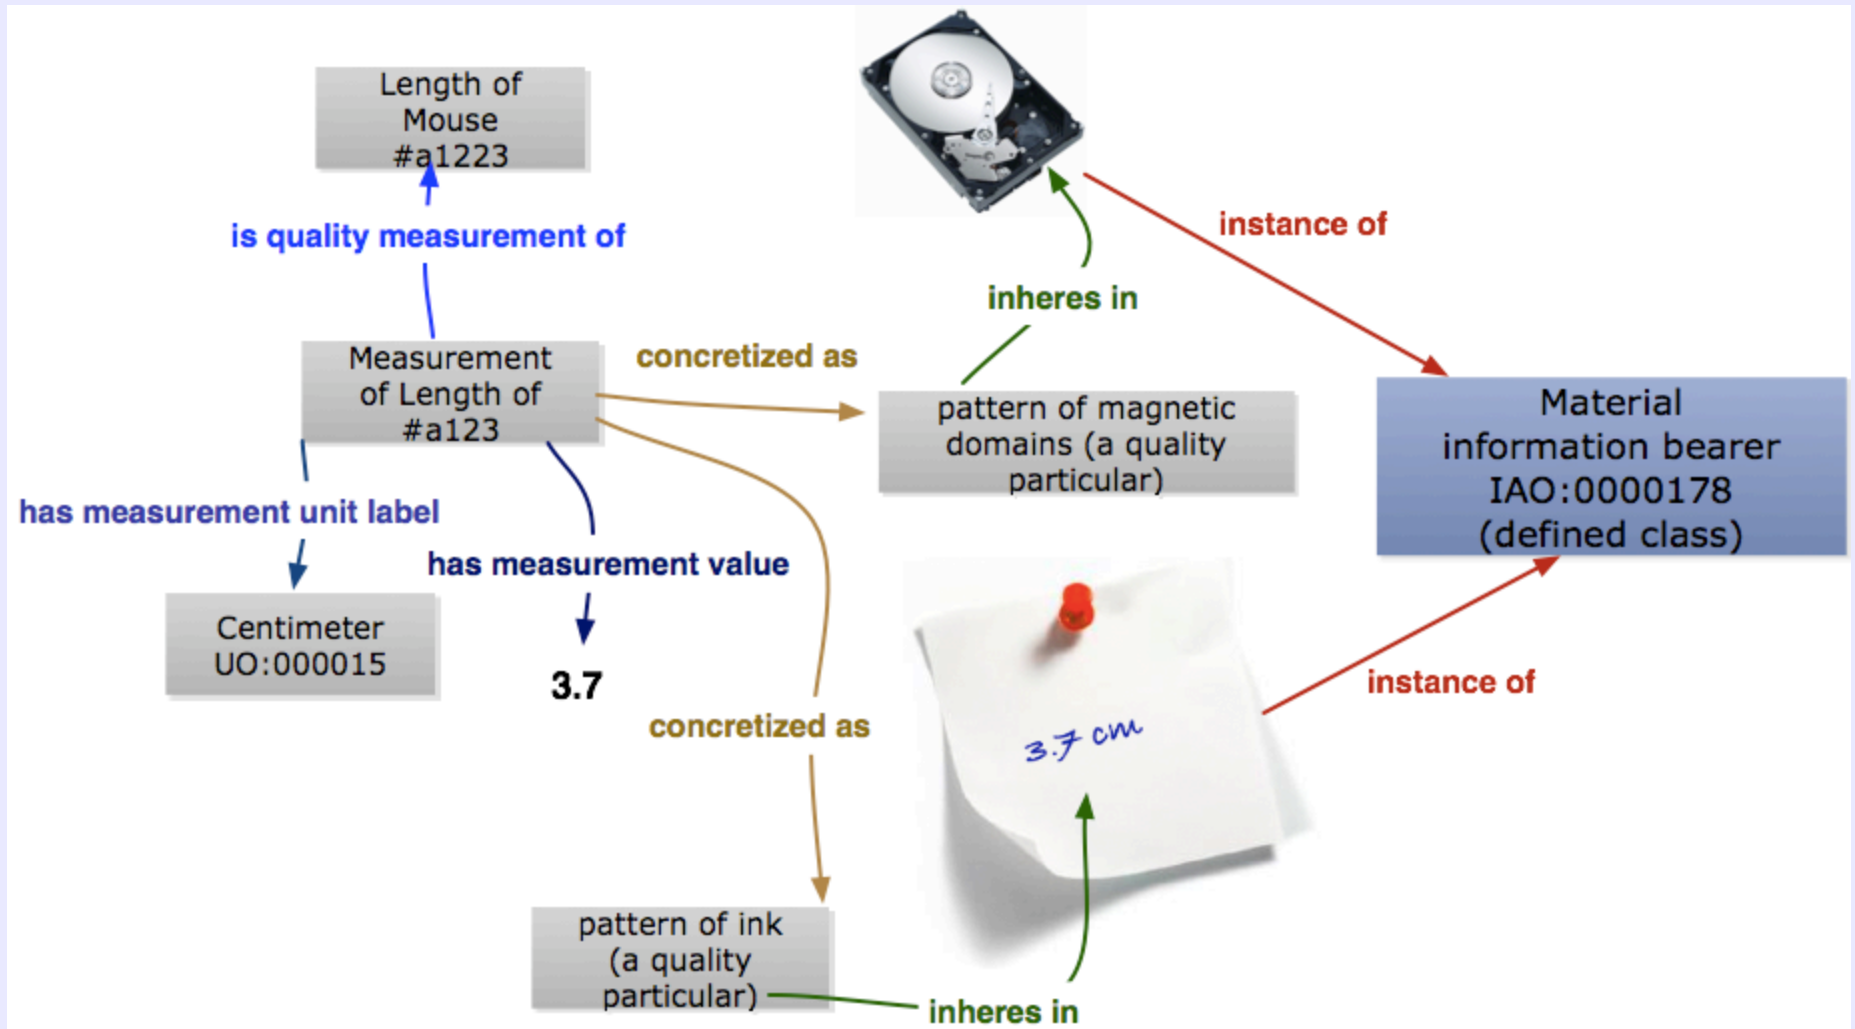 Length of
Mouse
#a1223
is quality measurement of
Measurement
of Length of
#a123
has measurement unit label
Centimeter
UO:000015
has measurement value
3.7
concretized as
pattern of magnetic
domains (a quality
particular)
inheres in
instance of
Material
information bearer
IAO:0000178
(defined class)
instance of
3.7 cm
concretized as
pattern of ink
(a quality
particular)
inheres in